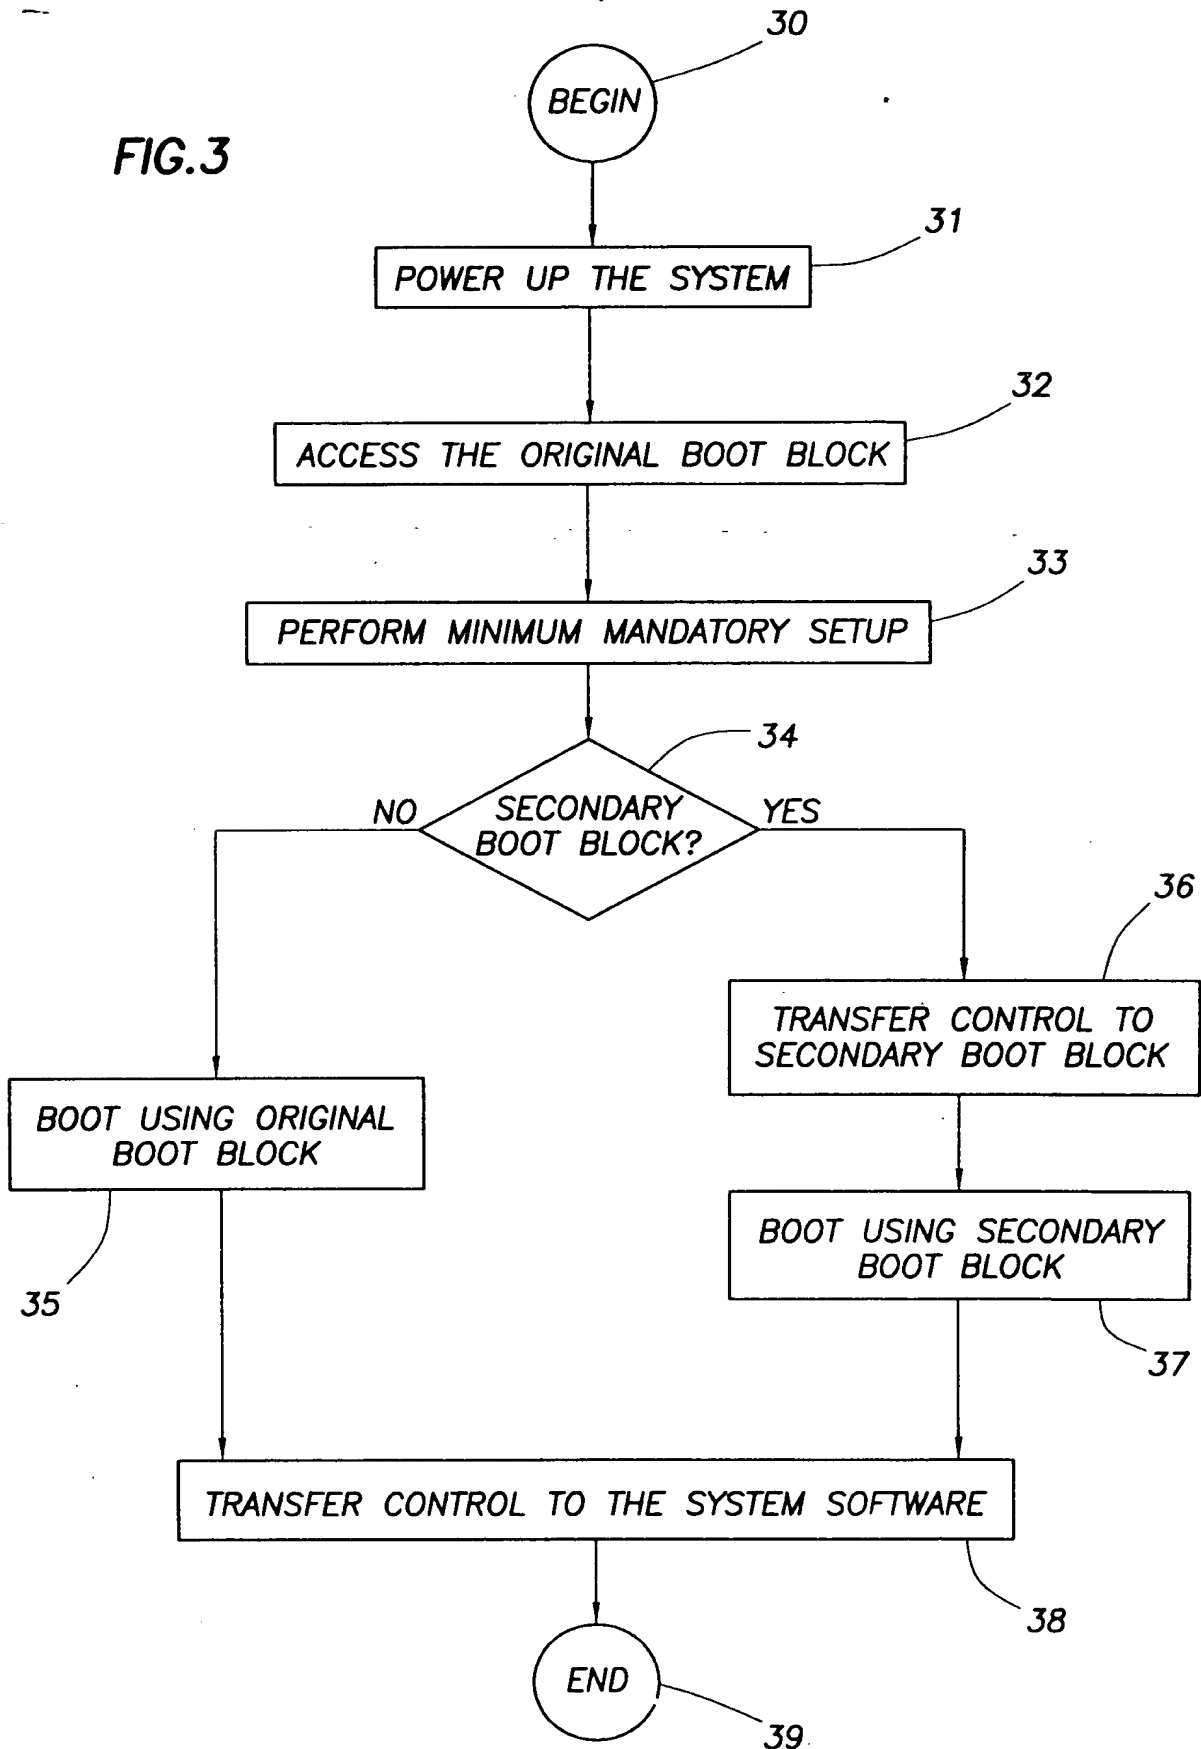 30
BEGIN
FIG.3
31
POWER UP THE SYSTEM
32
ACCESS THE ORIGINAL BOOT BLOCK
33
PERFORM MINIMUM MANDATORY SETUP
34
NO
SECONDARY
BOOT BLOCK?
YES
36
TRANSFER CONTROL TO
SECONDARY BOOT BLOCK
BOOT USING ORIGINAL
BOOT BLOCK
35
BOOT USING SECONDARY
BOOT BLOCK
37
TRANSFER CONTROL TO THE SYSTEM SOFTWARE
38
END
39